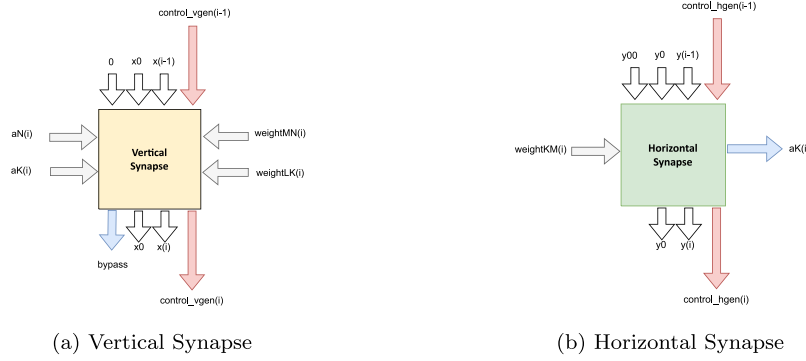 control_vgen(i-1)
0 x0 x(i-1)
aN(i)
aK(i)
Vertical
Synapse
weightMN(i)
weightLK(i)
x0 x(i)
bypass
control_vgen(i)
(a) Vertical Synapse
control_hgen(i-1)
y00 y0 y(i-1)
weightKM(i)
Horizontal
Synapse
aK(i
y0 y(i)
control_hgen(i)
(b) Horizontal Synapse